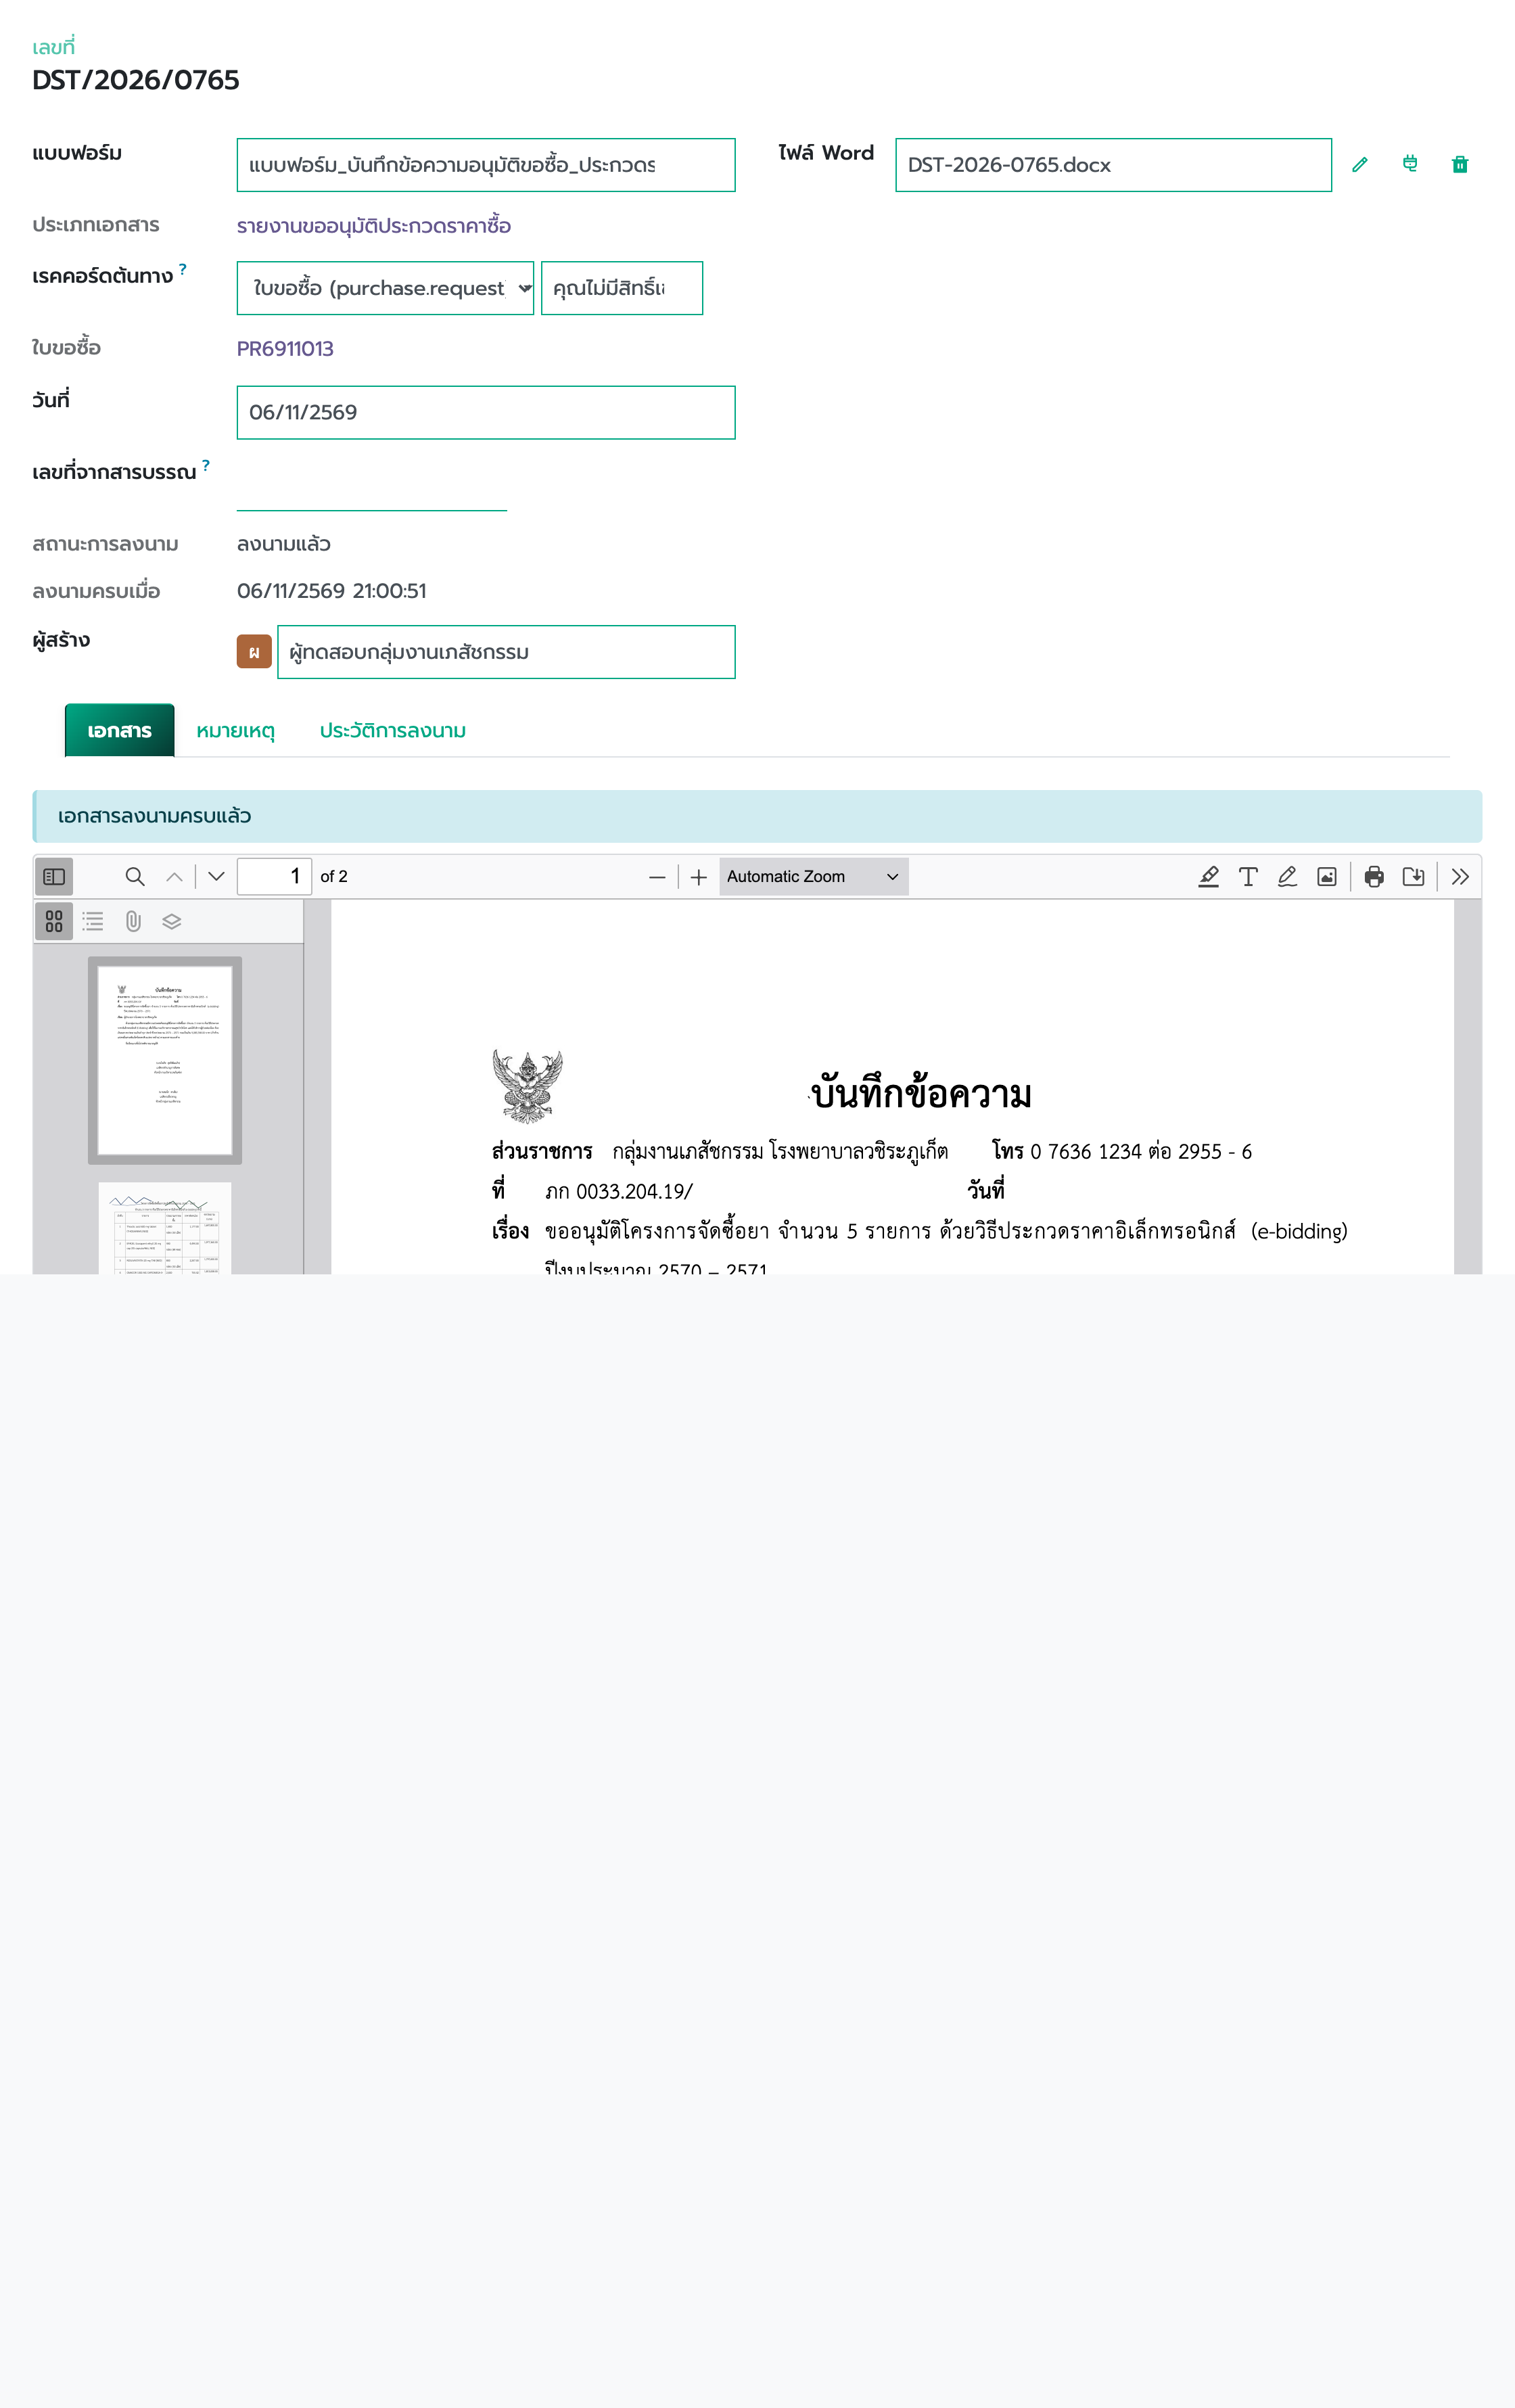 เลขที่
DST/2026/0765
แบบฟอร์ม แบบฟอร์ม_บันทึกข้อความอนุมัติขอซื้อ_ประกวดร ไฟล์ Word DST-2026-0765.docx
ประเภทเอกสาร รายงานขออนุมัติประกวดราคาซื้อ
เรคคอร์ดต้นทาง ? ใบขอซื้อ (purchase.request) คุณไม่มีสิทธิ์เ
ใบขอซื้อ PR6911013
วันที่ 06/11/2569
เลขที่จากสารบรรณ ?
สถานะการลงนาม ลงนามแล้ว
ลงนามครบเมื่อ 06/11/2569 21:00:51
ผู้สร้าง ผ ผู้ทดสอบกลุ่มงานเภสัชกรรม
เอกสาร หมายเหตุ ประวัติการลงนาม
เอกสารลงนามครบแล้ว
1 of 2 Automatic Zoom
บันทึกข้อความ
ส่วนราชการ กลุ่มงานเภสัชกรรม โรงพยาบาลวชิระภูเก็ต โทร 0 7636 1234 ต่อ 2955 - 6
ที่ ภก 0033.204.19/ วันที่
เรื่อง ขออนุมัติโครงการจัดซื้อยา จำนวน 5 รายการ ด้วยวิธีประกวดราคาอิเล็กทรอนิกส์ (e-bidding)
ปีงบประมาณ 2570 – 2571